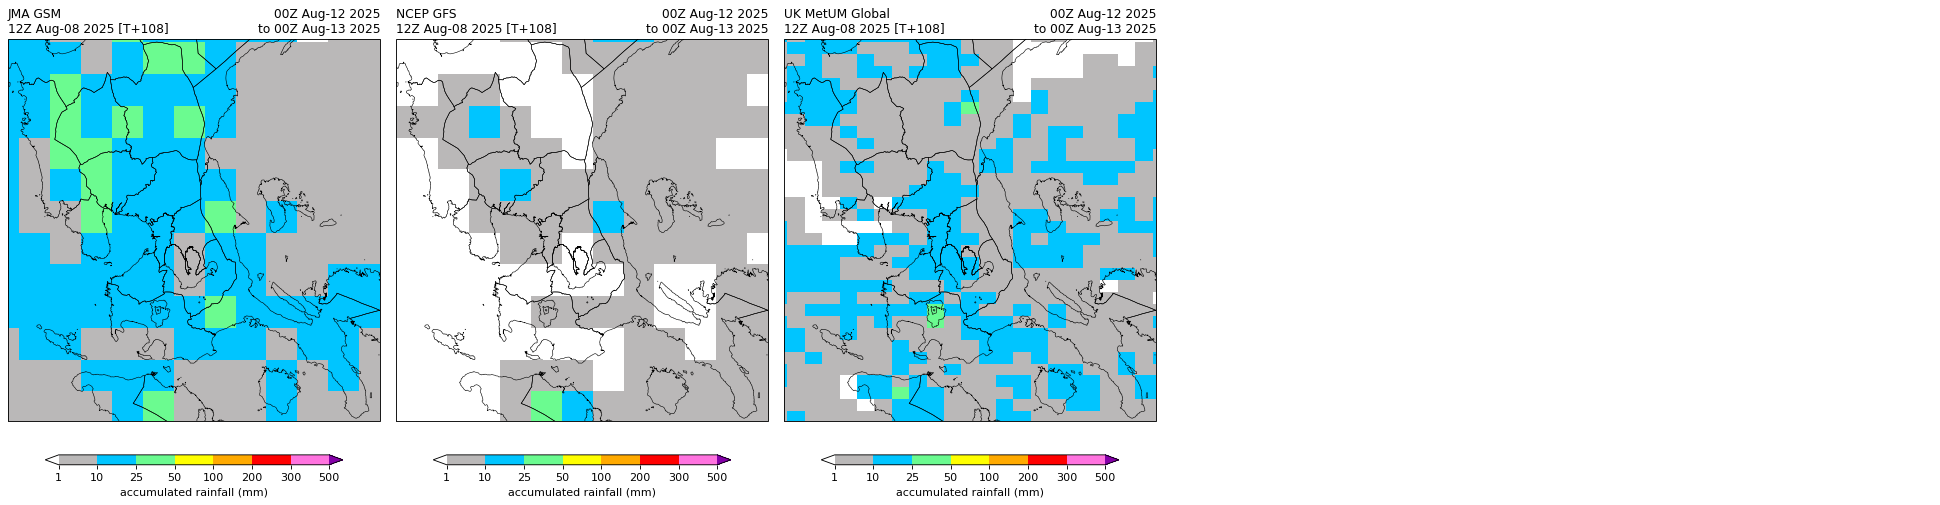 JMA GSM 00Z Aug-12 2025
12Z Aug-08 2025 [T+108] to 00Z Aug-13 2025
NCEP GFS 00Z Aug-12 2025
12Z Aug-08 2025 [T+108] to 00Z Aug-13 2025
UK MetUM Global 00Z Aug-12 2025
12Z Aug-08 2025 [T+108] to 00Z Aug-13 2025
1 10 25 50 100 200 300 500
accumulated rainfall (mm)
1 10 25 50 100 200 300 500
accumulated rainfall (mm)
1 10 25 50 100 200 300 500
accumulated rainfall (mm)